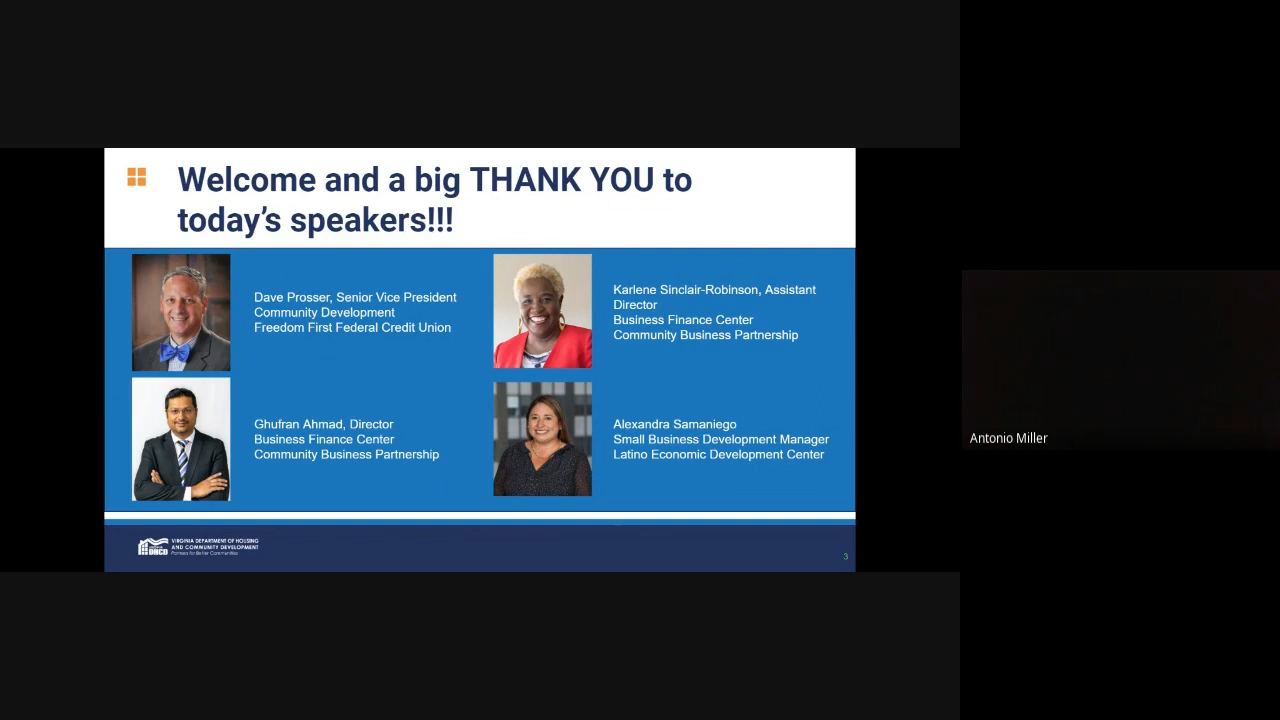 Welcome and a big THANK YOU to
today’s speakers!!!
Dave Prosser, Senior Vice President
Community Development
Freedom First Federal Credit Union
Karlene Sinclair-Robinson, Assistant
Director
Business Finance Center
Community Business Partnership
Ghufran Ahmad, Director
Business Finance Center
Community Business Partnership
Alexandra Samaniego
Small Business Development Manager
Latino Economic Development Center
DHCD
VIRGINIA DEPARTMENT OF HOUSING
AND COMMUNITY DEVELOPMENT
Partners for Better Communities
3
Antonio Miller